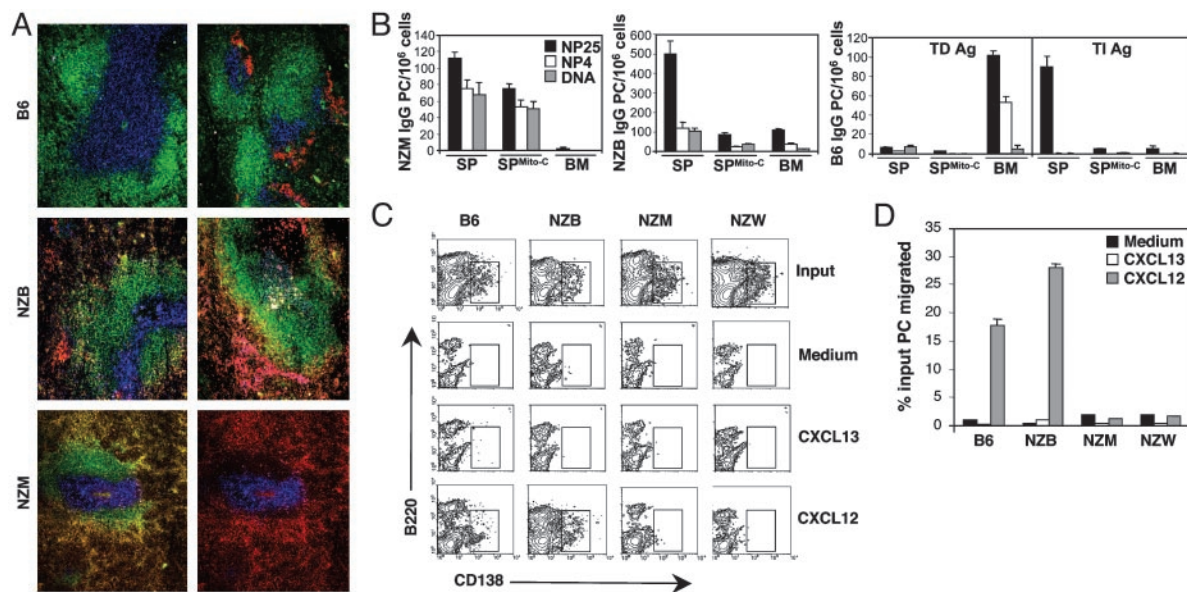 A
B6
NZB
NZM
B
NZM IgG PC/10⁶ cells
140
120
100
80
60
40
20
0
SP
SP^Mito-C
BM
NP25
NP4
DNA
NZB IgG PC/10⁶ cells
600
500
400
300
200
100
0
SP
SP^Mito-C
BM
B6 IgG PC/10⁶ cells
120
100
80
60
40
20
0
TD Ag
TI Ag
SP
SP^Mito-C
BM
SP
SP^Mito-C
BM
C
B6 NZB NZM NZW
Input
Medium
CXCL13
CXCL12
B220
CD138
D
% input PC migrated
35
30
25
20
15
10
5
0
Medium
CXCL13
CXCL12
B6 NZB NZM NZW